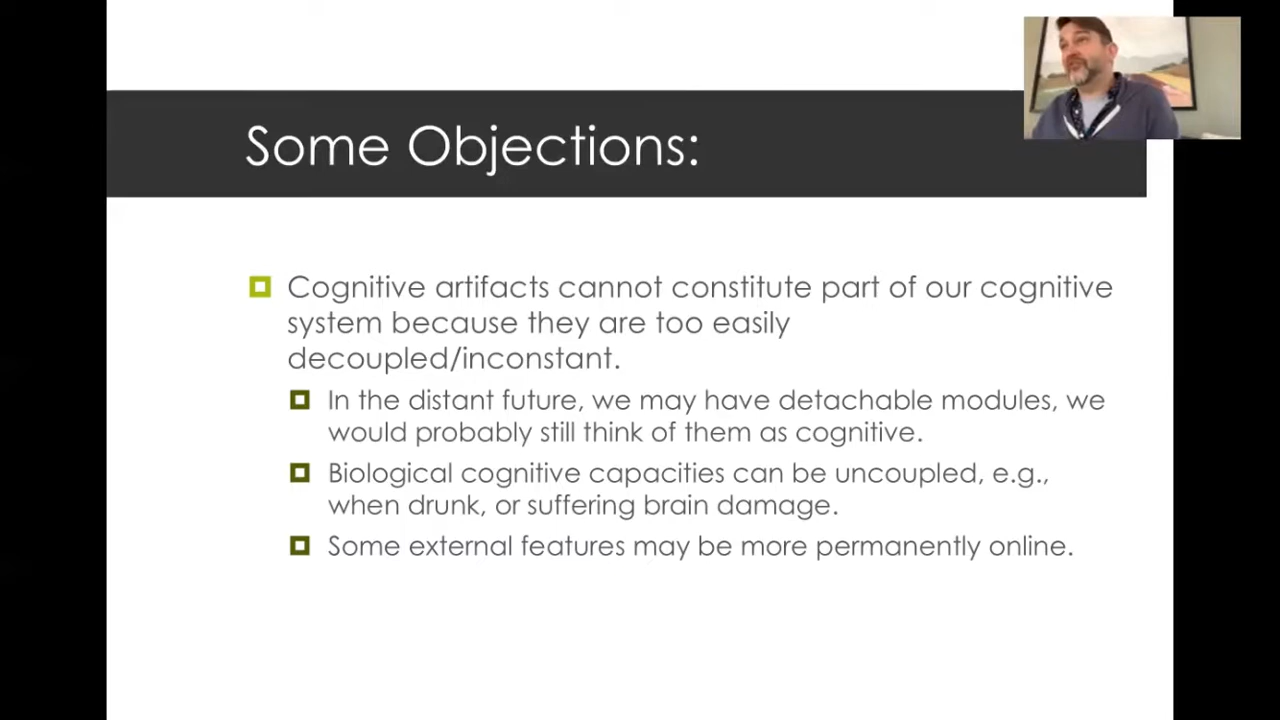 Some Objections:
Cognitive artifacts cannot constitute part of our cognitive
system because they are too easily
decoupled/inconstant.
In the distant future, we may have detachable modules, we
would probably still think of them as cognitive.
Biological cognitive capacities can be uncoupled, e.g.,
when drunk, or suffering brain damage.
Some external features may be more permanently online.